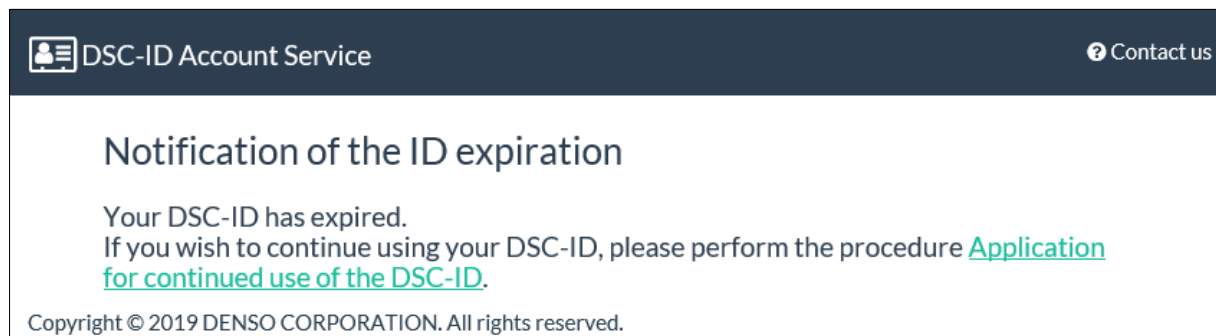 DSC-ID Account Service
Contact us
Notification of the ID expiration
Your DSC-ID has expired.
If you wish to continue using your DSC-ID, please perform the procedure Application
for continued use of the DSC-ID.
Copyright © 2019 DENSO CORPORATION. All rights reserved.